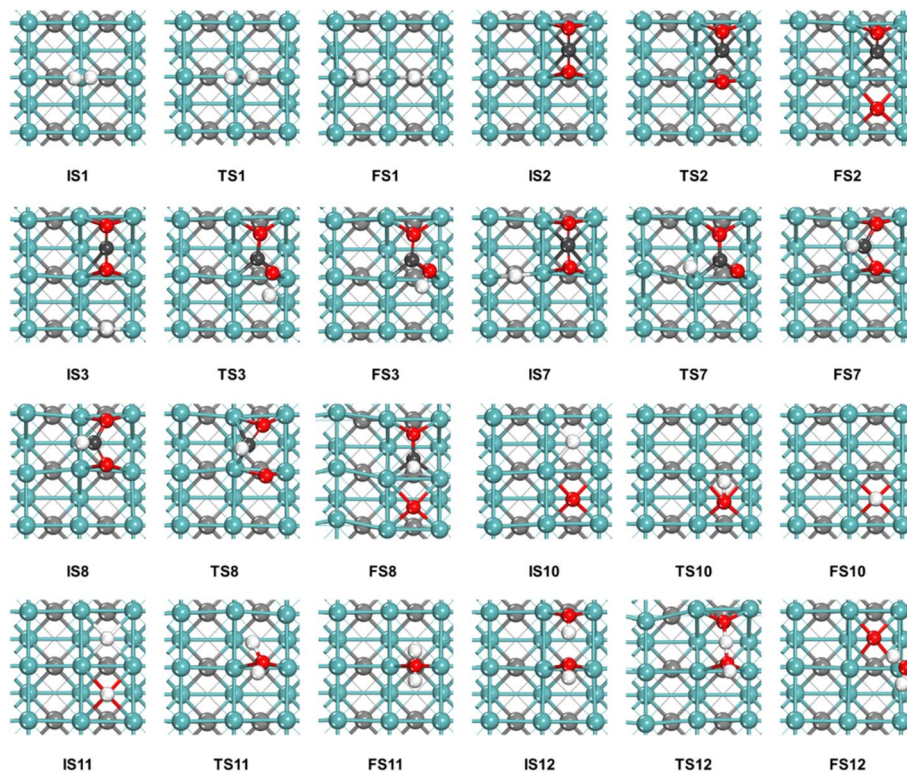 IS1 TS1 FS1 IS2 TS2 FS2
IS3 TS3 FS3 IS7 TS7 FS7
IS8 TS8 FS8 IS10 TS10 FS10
IS11 TS11 FS11 IS12 TS12 FS12